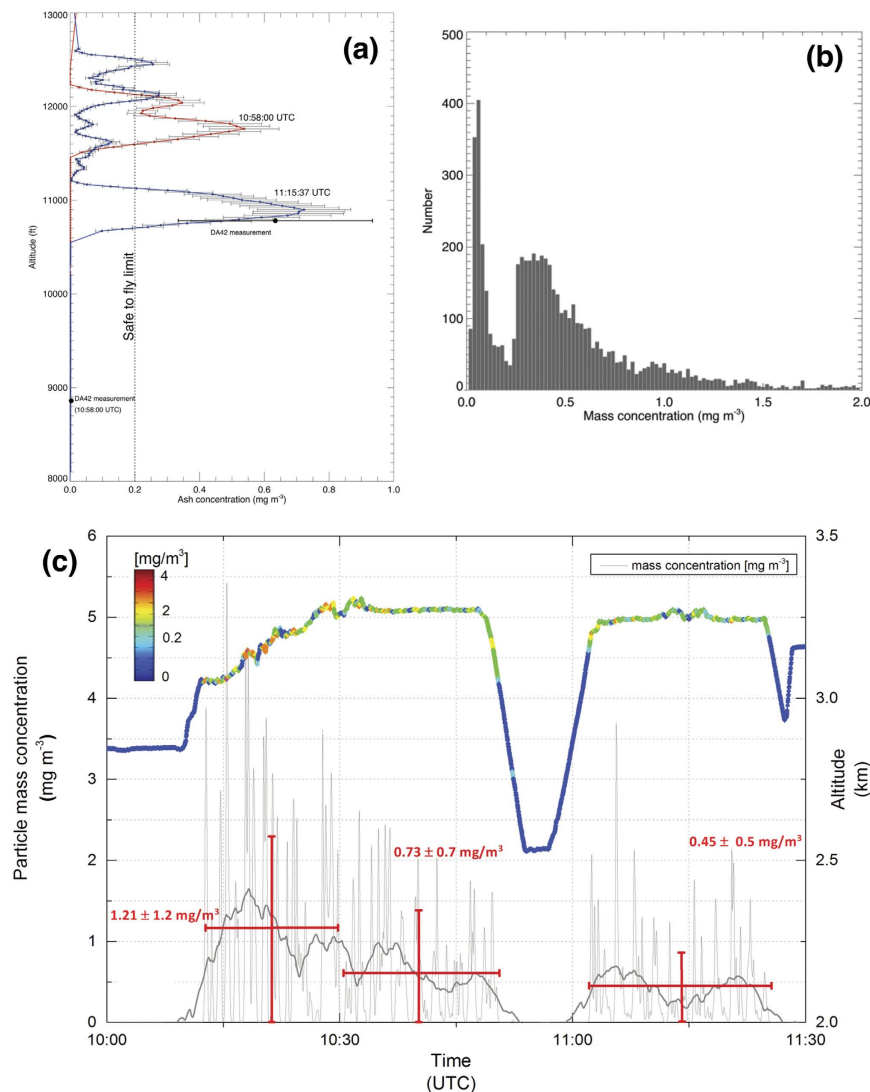 (a)
13000
12000
11000
10000
9000
8000
Altitude (ft)
10:58:00 UTC
11:15:37 UTC
DA42 measurement
Safe to fly limit
DA42 measurement
(10:58:00 UTC)
0.0 0.2 0.4 0.6 0.8 1.0
Ash concentration (mg m⁻³)
(b)
500
400
300
200
100
0
Number
0.0 0.5 1.0 1.5 2.0
Mass concentration (mg m⁻³)
(c)
[mg/m³]
4
2
0.2
0
mass concentration [mg m⁻³]
6
5
4
3
2
1
0
Particle mass concentration
(mg m⁻³)
3.5
3.0
2.5
2.0
Altitude
(km)
1.21 ± 1.2 mg/m³
0.73 ± 0.7 mg/m³
0.45 ± 0.5 mg/m³
10:00 10:30 11:00 11:30
Time
(UTC)